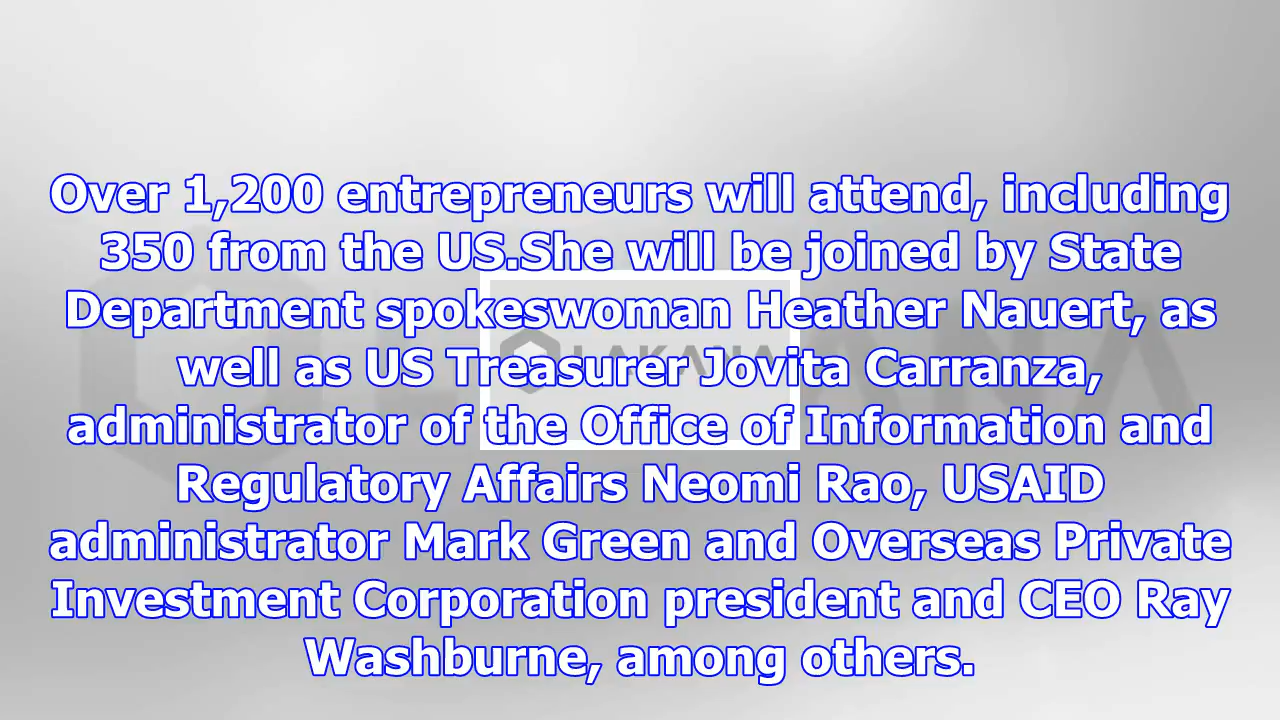 Over 1,200 entrepreneurs will attend, including
350 from the US.She will be joined by State
Department spokeswoman Heather Nauert, as
well as US Treasurer Jovita Carranza,
administrator of the Office of Information and
Regulatory Affairs Neomi Rao, USAID
administrator Mark Green and Overseas Private
Investment Corporation president and CEO Ray
Washburne, among others.
LAKANA